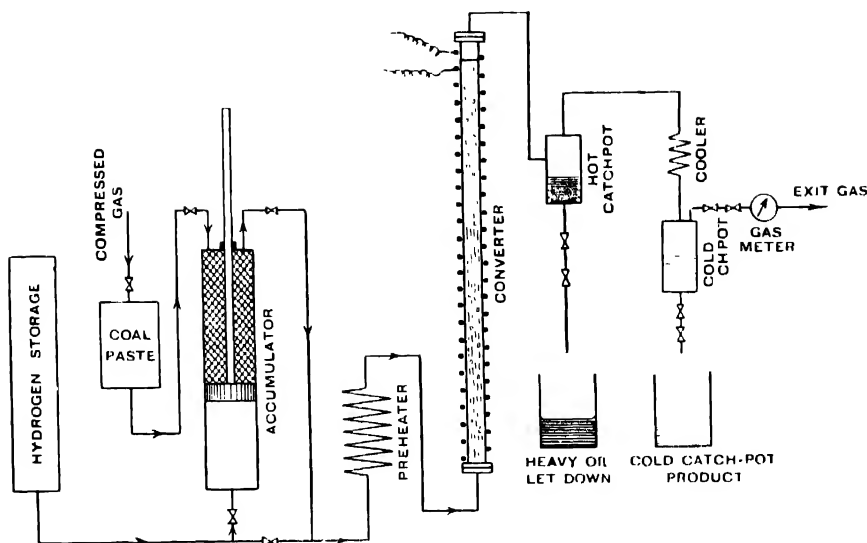 HYDROGEN STORAGE
COMPRESSED
GAS
COAL
PASTE
ACCUMULATOR
PREHEATER
CONVERTER
HOT
CATCHPOT
HEAVY OIL
LET DOWN
COOLER
COLD
CHPOT
EXIT GAS
GAS
METER
COLD CATCH-POT
PRODUCT